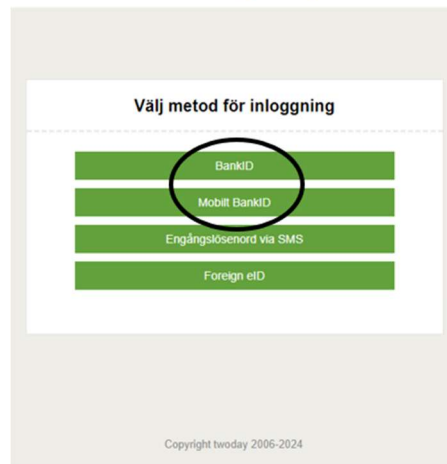 Välj metod för inloggning
BankID
Mobilt BankID
Engångslösenord via SMS
Foreign eID
Copyright twoday 2006-2024